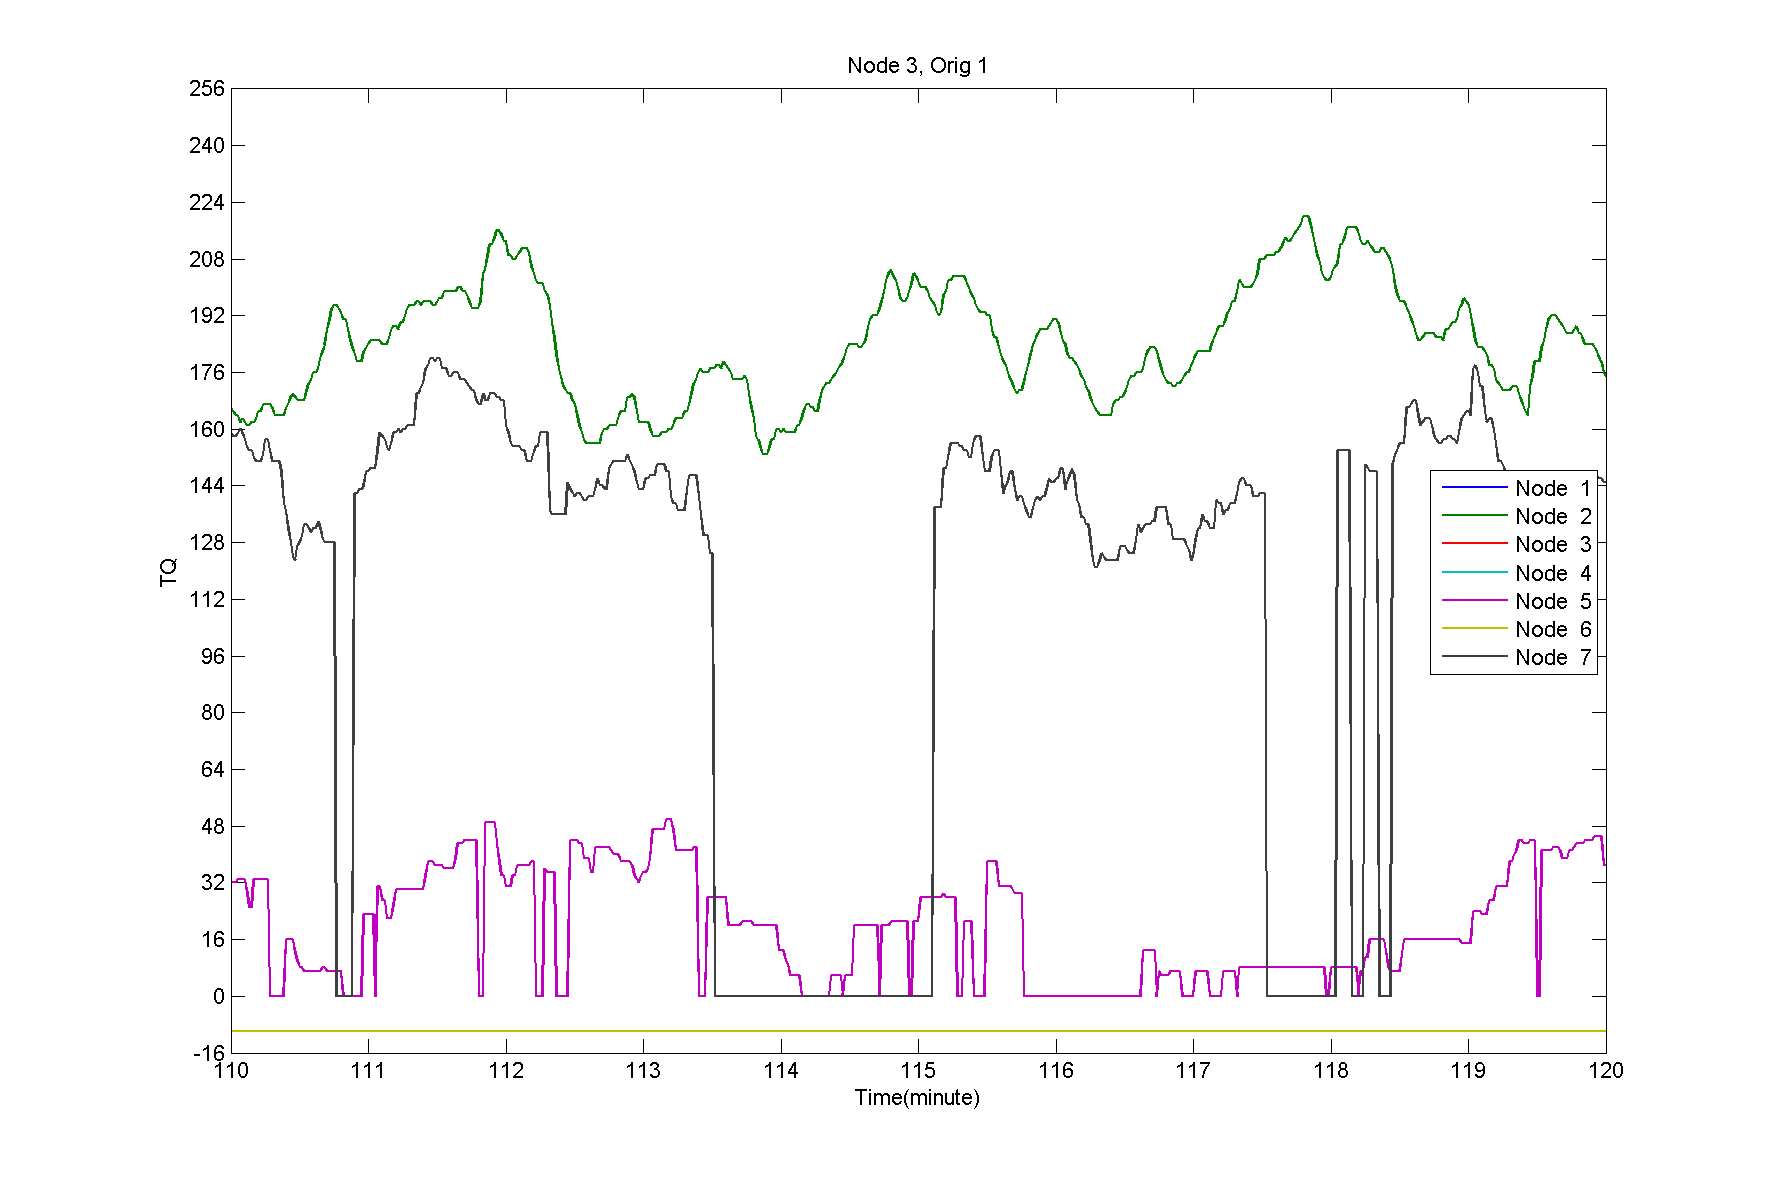 Node 3, Orig 1
256
240
224
208
192
176
160
144
128
112
96
80
64
48
32
16
0
-16
TQ
Node 1
Node 2
Node 3
Node 4
Node 5
Node 6
Node 7
110 111 112 113 114 115 116 117 118 119 120
Time(minute)